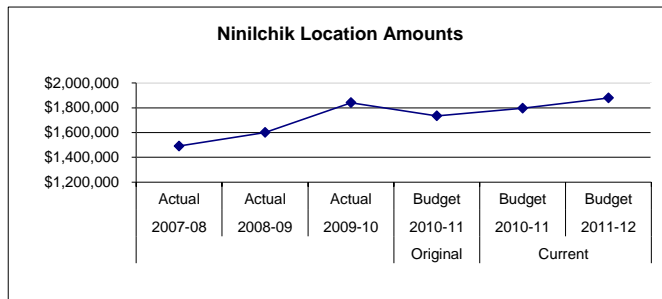 Ninilchik Location Amounts
$2,000,000
$1,800,000
$1,600,000
$1,400,000
$1,200,000
Actual Actual Actual Budget Budget Budget
2007-08 2008-09 2009-10 2010-11 2010-11 2011-12
Original Current